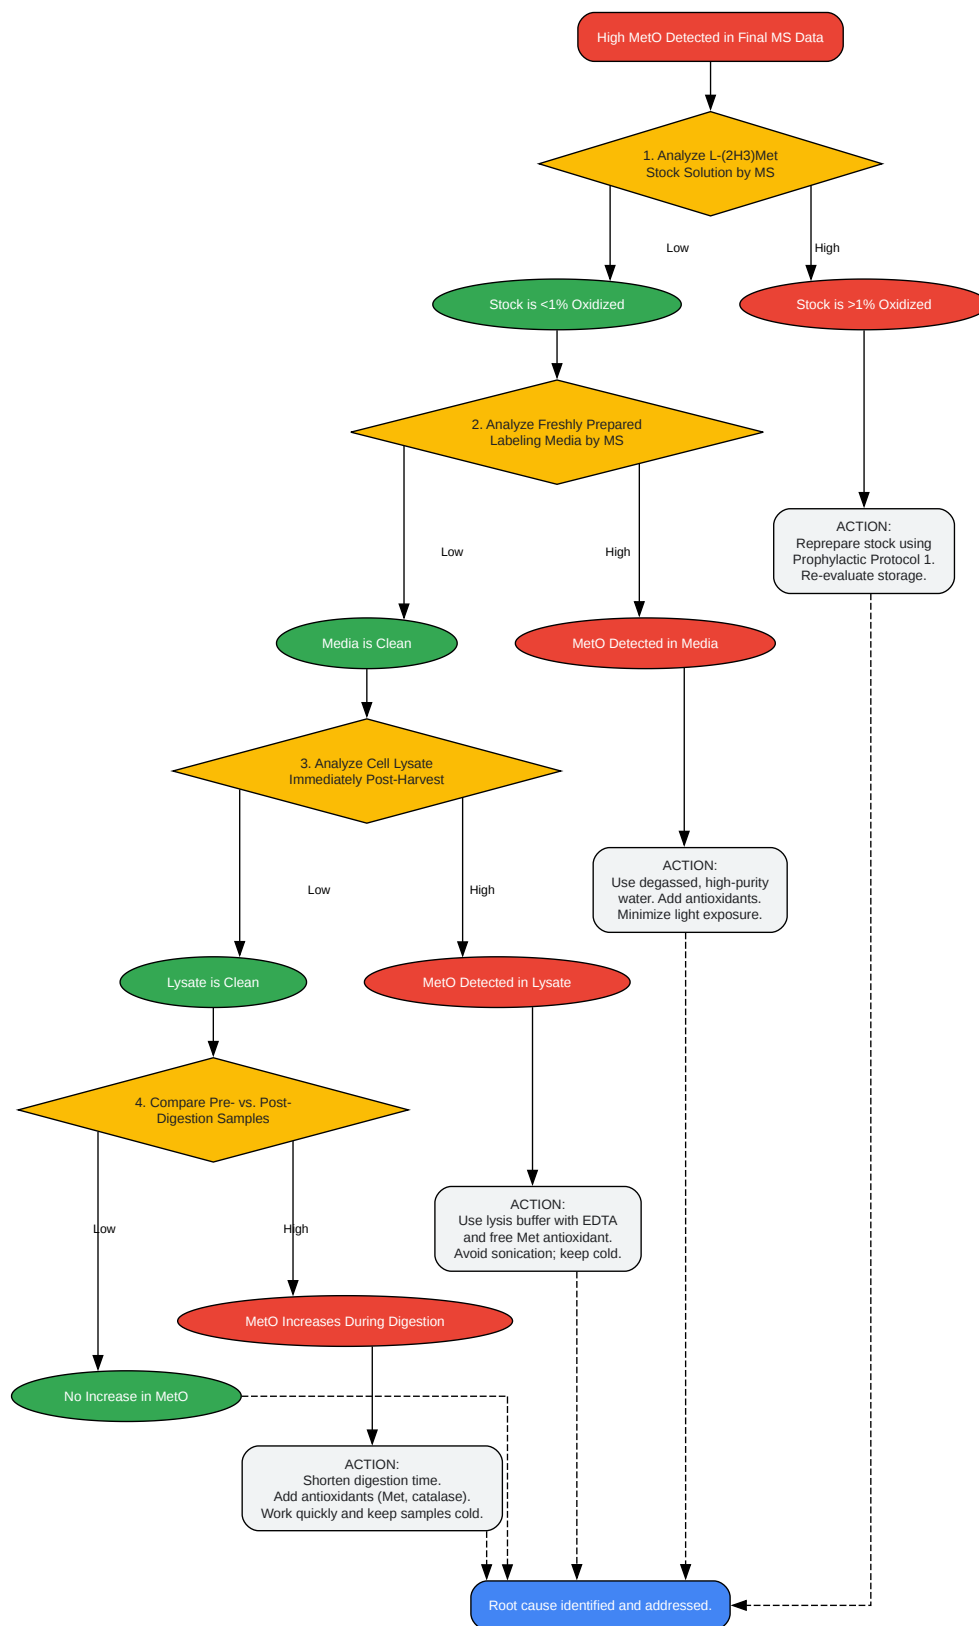 High MetO Detected in Final MS Data
1. Analyze L-(2H3)Met
Stock Solution by MS
Low
High
Stock is <1% Oxidized
Stock is >1% Oxidized
2. Analyze Freshly Prepared
Labeling Media by MS
ACTION:
Reprepare stock using
Prophylactic Protocol 1.
Re-evaluate storage.
Low
High
Media is Clean
MetO Detected in Media
3. Analyze Cell Lysate
Immediately Post-Harvest
ACTION:
Use degassed, high-purity
water. Add antioxidants.
Minimize light exposure.
Low
High
Lysate is Clean
MetO Detected in Lysate
4. Compare Pre- vs. Post-
Digestion Samples
ACTION:
Use lysis buffer with EDTA
and free Met antioxidant.
Avoid sonication; keep cold.
Low
High
MetO Increases During Digestion
No Increase in MetO
ACTION:
Shorten digestion time.
Add antioxidants (Met, catalase).
Work quickly and keep samples cold.
Root cause identified and addressed.